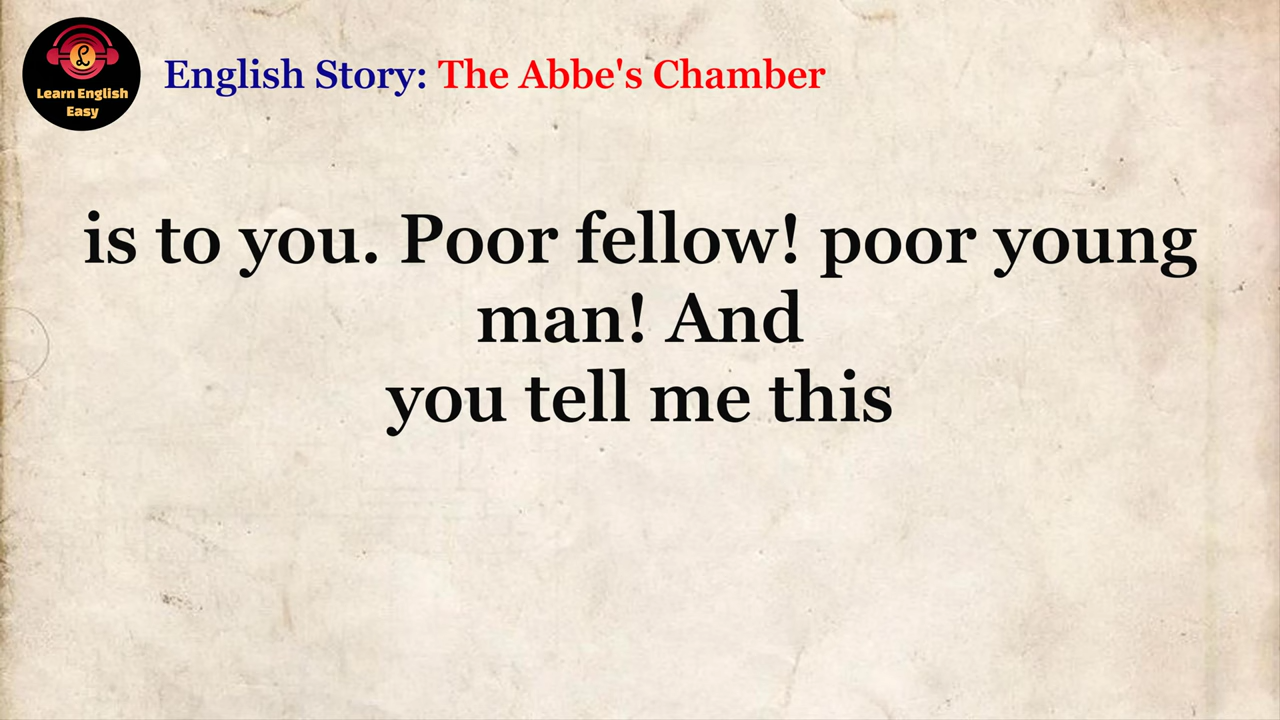 Learn English
Easy
English Story: The Abbe's Chamber
is to you. Poor fellow! poor young
man! And
you tell me this